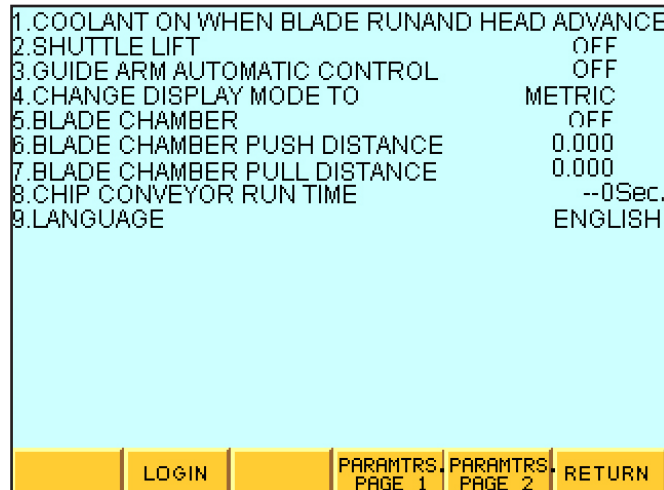 1.COOLANT ON WHEN BLADE RUNAND HEAD ADVANCE
2.SHUTTLE LIFT OFF
3.GUIDE ARM AUTOMATIC CONTROL OFF
4.CHANGE DISPLAY MODE TO METRIC
5.BLADE CHAMBER OFF
6.BLADE CHAMBER PUSH DISTANCE 0.000
7.BLADE CHAMBER PULL DISTANCE 0.000
8.CHIP CONVEYOR RUN TIME --0Sec.
9.LANGUAGE ENGLISH
LOGIN
PARAMTRS.
PAGE 1
PARAMTRS.
PAGE 2
RETURN